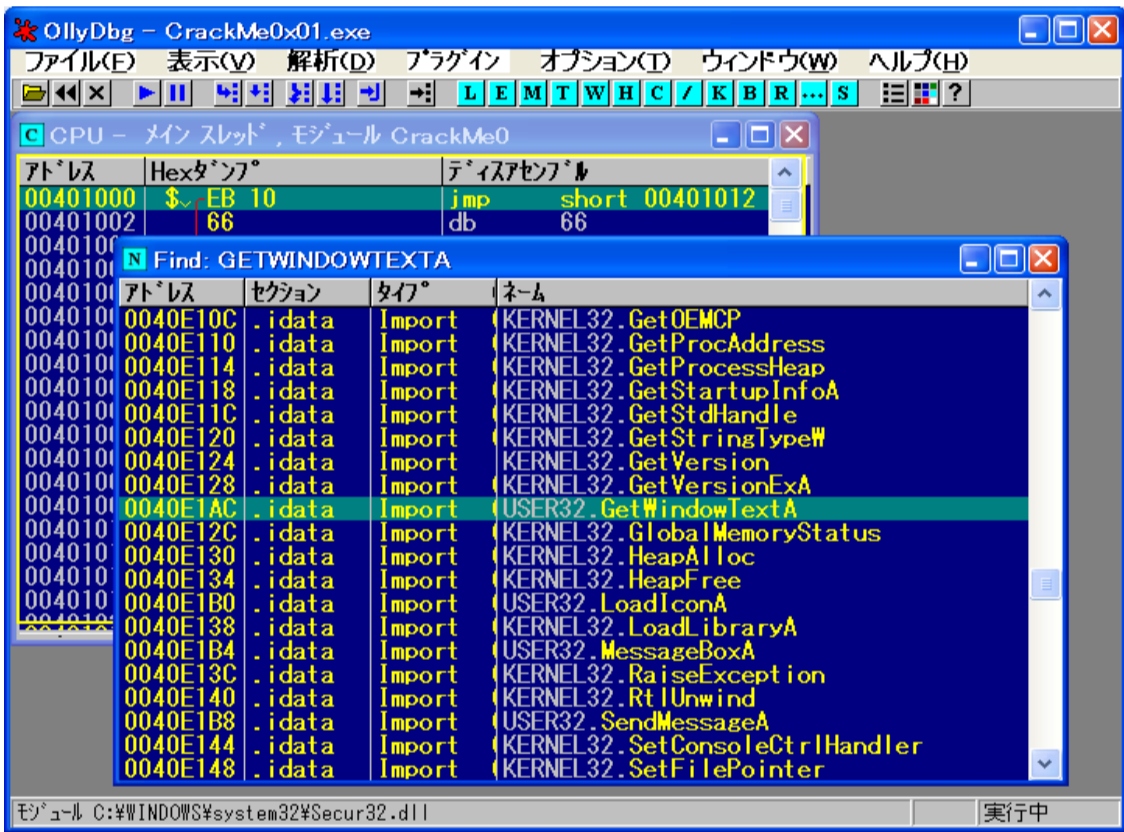 OllyDbg - CrackMe0x01.exe
ファイル(F) 表示(V) 解析(D) プラグイン オプション(T) ウィンドウ(W) ヘルプ(H)
L E M T W H C / K B R ... S ?
C CPU - メイン スレッド, モジュール CrackMe0
アドレス Hexダンプ ディスアセンブル
00401000 $ EB 10 jmp short 00401012
00401002 66 db 66
N Find: GETWINDOWTEXTA
アドレス セクション タイプ ネーム
0040E10C .idata Import KERNEL32.GetOEMCP
0040E110 .idata Import KERNEL32.GetProcAddress
0040E114 .idata Import KERNEL32.GetProcessHeap
0040E118 .idata Import KERNEL32.GetStartupInfoA
0040E11C .idata Import KERNEL32.GetStdHandle
0040E120 .idata Import KERNEL32.GetStringTypeW
0040E124 .idata Import KERNEL32.GetVersion
0040E128 .idata Import KERNEL32.GetVersionExA
0040E1AC .idata Import USER32.GetWindowTextA
0040E12C .idata Import KERNEL32.GlobalMemoryStatus
0040E130 .idata Import KERNEL32.HeapAlloc
0040E134 .idata Import KERNEL32.HeapFree
0040E1B0 .idata Import USER32.LoadIconA
0040E138 .idata Import KERNEL32.LoadLibraryA
0040E1B4 .idata Import USER32.MessageBoxA
0040E13C .idata Import KERNEL32.RaiseException
0040E140 .idata Import KERNEL32.RtlUnwind
0040E1B8 .idata Import USER32.SendMessageA
0040E144 .idata Import KERNEL32.SetConsoleCtrlHandler
0040E148 .idata Import KERNEL32.SetFilePointer
モジュール C:¥WINDOWS¥system32¥Secur32.dll 実行中